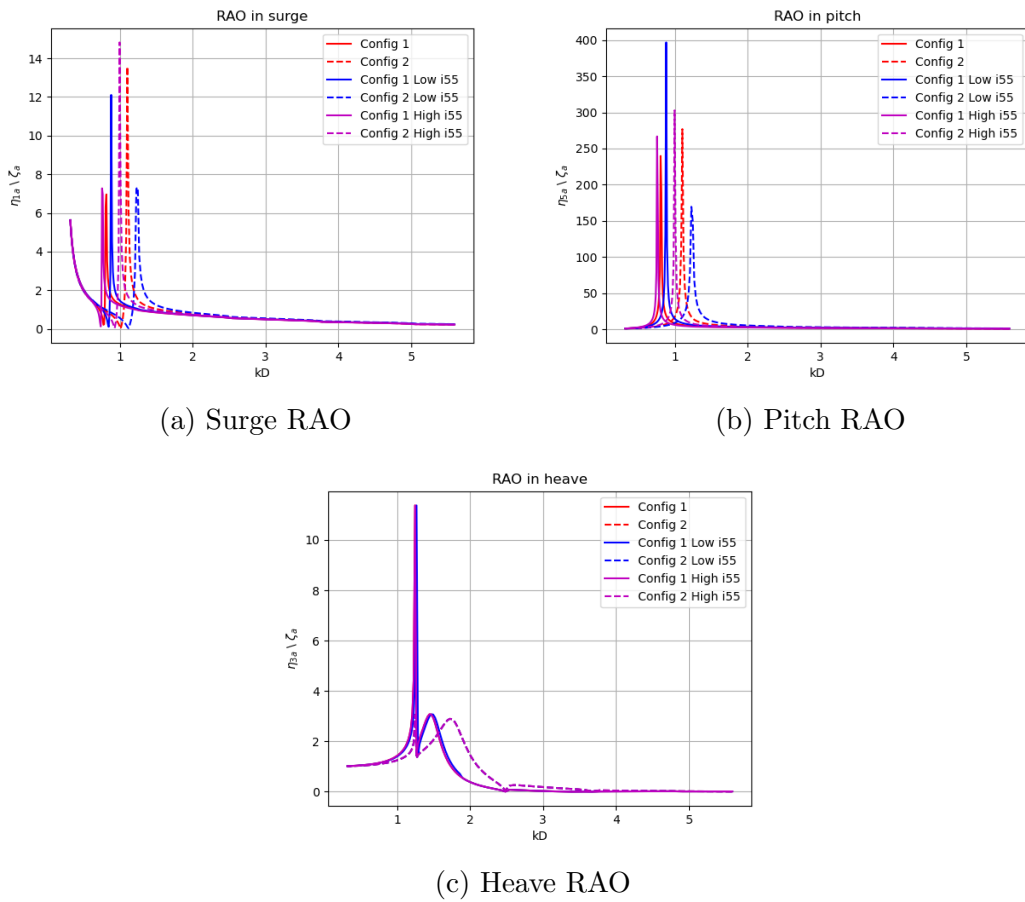 RAO in surge
η1a \ ζa
14
12
10
8
6
4
2
0
1
2
3
4
5
kD
Config 1
Config 2
Config 1 Low i55
Config 2 Low i55
Config 1 High i55
Config 2 High i55
(a) Surge RAO
RAO in pitch
η5a \ ζa
400
350
300
250
200
150
100
50
0
1
2
3
4
5
kD
Config 1
Config 2
Config 1 Low i55
Config 2 Low i55
Config 1 High i55
Config 2 High i55
(b) Pitch RAO
RAO in heave
η3a \ ζa
10
8
6
4
2
0
1
2
3
4
5
kD
Config 1
Config 2
Config 1 Low i55
Config 2 Low i55
Config 1 High i55
Config 2 High i55
(c) Heave RAO